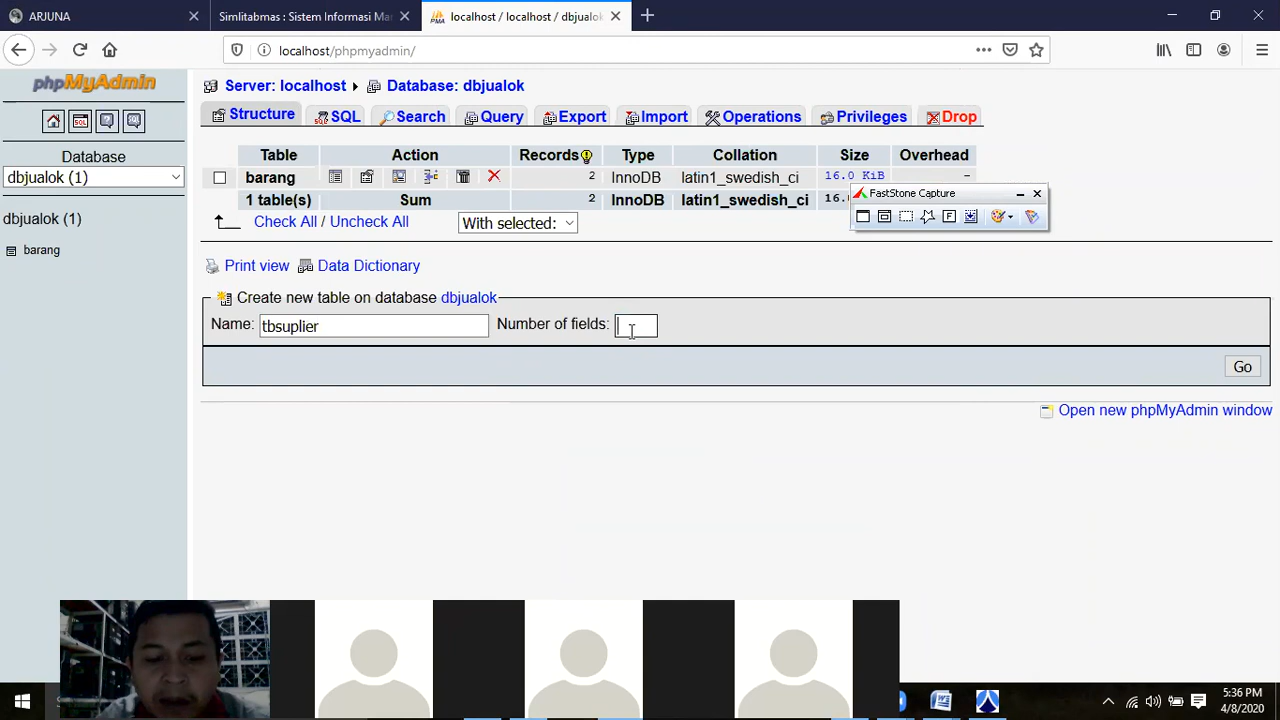 ARJUNA
Simlitabmas : Sistem Informasi Ma
localhost / localhost / dbjualok
localhost/phpmyadmin/
phpMyAdmin
Database
dbjualok (1)
dbjualok (1)
barang
Server: localhost Database: dbjualok
Structure SQL Search Query Export Import Operations Privileges Drop
Table Action Records Type Collation Size Overhead
barang 2 InnoDB latin1_swedish_ci 16.0 KiB –
1 table(s) Sum 2 InnoDB latin1_swedish_ci
FastStone Capture
Check All / Uncheck All With selected:
Print view Data Dictionary
Create new table on database dbjualok
Name: tbsuplier Number of fields:
Go
Open new phpMyAdmin window
5:36 PM
4/8/2020